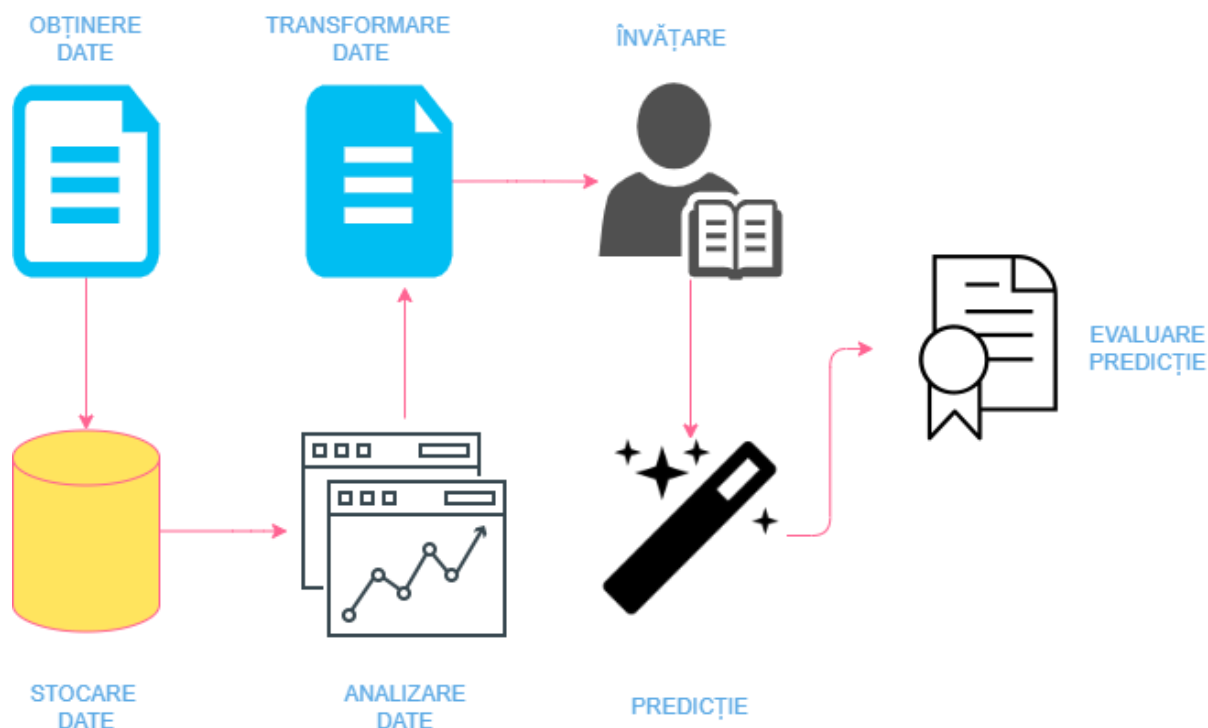 OBȚINERE
DATE
TRANSFORMARE
DATE
ÎNVĂȚARE
EVALUARE
PREDICȚIE
STOCARE
DATE
ANALIZARE
DATE
PREDICȚIE